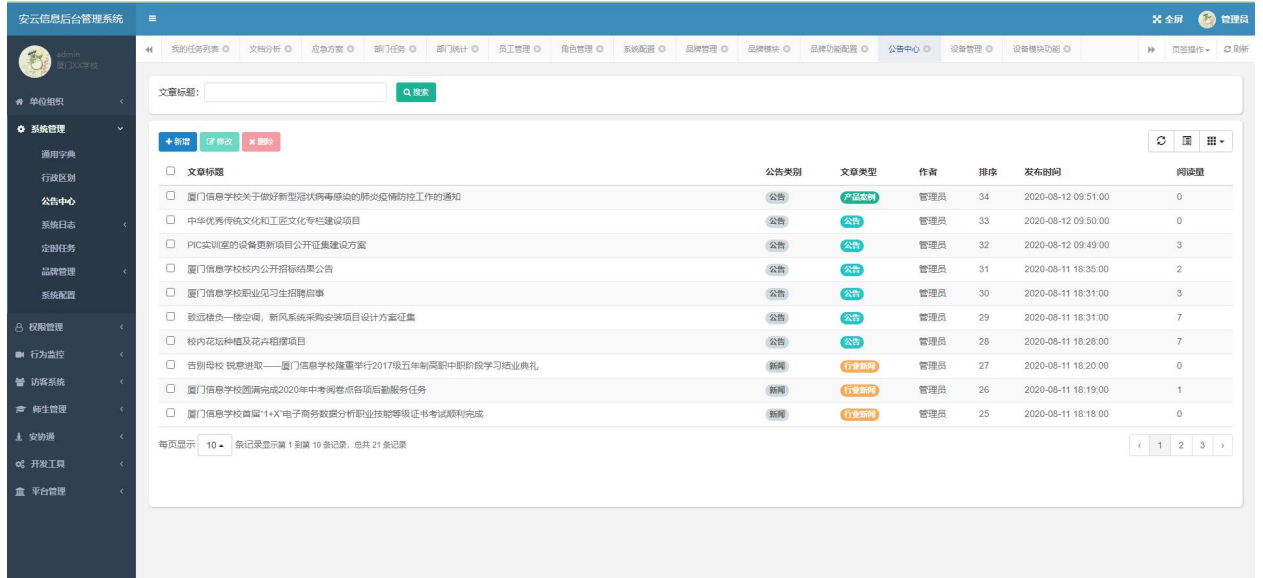 安云信息后台管理系统
全屏 管理员
admin
厦门XX学校
我的任务列表 文档分析 应急方案 部门任务 部门统计 员工管理 角色管理 系统配置 品牌管理 品牌模块 品牌功能配置 公告中心 设备管理 设备模块功能 页签操作 刷新
单位组织
系统管理
通用字典
行政区划
公告中心
系统日志
定时任务
品牌管理
系统配置
权限管理
行为监控
访客系统
师生管理
安协通
开发工具
平台管理
文章标题： 搜索
新增 修改 删除
文章标题 公告类别 文章类型 作者 排序 发布时间 阅读量
厦门信息学校关于做好新型冠状病毒感染的肺炎疫情防控工作的通知 公告 产品案例 管理员 34 2020-08-12 09:51:00 0
中华优秀传统文化和工匠文化专栏建设项目 公告 公告 管理员 33 2020-08-12 09:50:00 0
PIC实训室的设备更新项目公开征集建设方案 公告 公告 管理员 32 2020-08-12 09:49:00 3
厦门信息学校校内公开招标结果公告 公告 公告 管理员 31 2020-08-11 18:35:00 2
厦门信息学校职业见习生招聘启事 公告 公告 管理员 30 2020-08-11 18:31:00 3
致远楼负一楼空调，新风系统采购安装项目设计方案征集 公告 公告 管理员 29 2020-08-11 18:31:00 7
校内花坛种植及花卉租摆项目 公告 公告 管理员 28 2020-08-11 18:28:00 7
告别母校 锐意进取——厦门信息学校隆重举行2017级五年制高职中职阶段学习结业典礼 新闻 行业新闻 管理员 27 2020-08-11 18:20:00 0
厦门信息学校圆满完成2020年中考阅卷点各项后勤服务任务 新闻 行业新闻 管理员 26 2020-08-11 18:19:00 1
厦门信息学校首届“1+X”电子商务数据分析职业技能等级证书考试顺利完成 新闻 行业新闻 管理员 25 2020-08-11 18:18:00 0
每页显示 10 条记录显示第 1 到第 10 条记录，总共 21 条记录 ‹ 1 2 3 ›